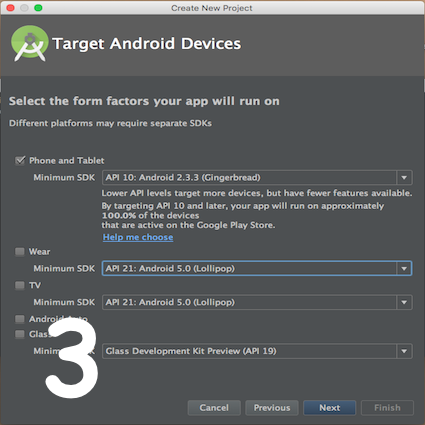 Create New Project
Target Android Devices
Select the form factors your app will run on
Different platforms may require separate SDKs
Phone and Tablet
Minimum SDK API 10: Android 2.3.3 (Gingerbread)
Lower API levels target more devices, but have fewer features available.
By targeting API 10 and later, your app will run on approximately
100.0% of the devices
that are active on the Google Play Store.
Help me choose
Wear
Minimum SDK API 21: Android 5.0 (Lollipop)
TV
Minimum SDK API 21: Android 5.0 (Lollipop)
Android Auto
Glass
Minimum SDK Glass Development Kit Preview (API 19)
3
Cancel Previous Next Finish